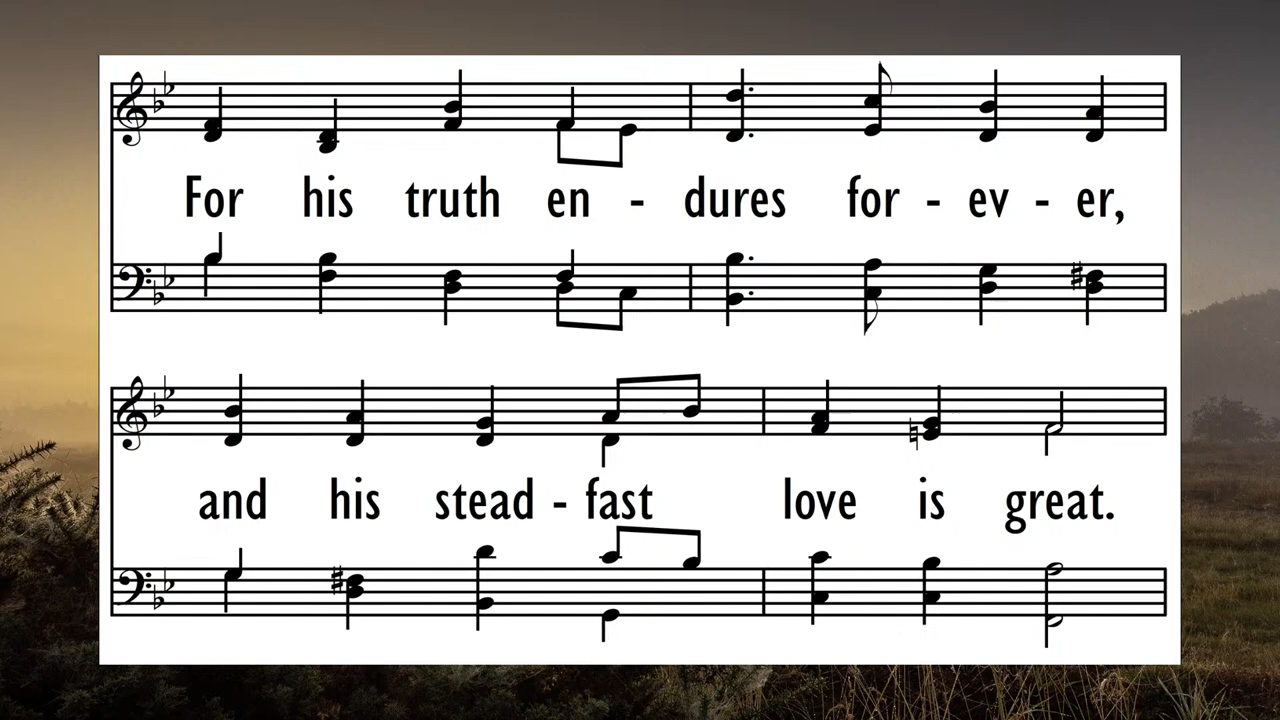 For his truth en - dures for - ev - er,
and his stead - fast love is great.